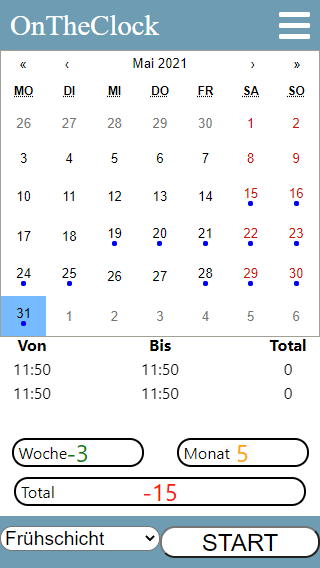 OnTheClock
« ‹ Mai 2021 › »
MO DI MI DO FR SA SO
26 27 28 29 30 1 2
3 4 5 6 7 8 9
10 11 12 13 14 15 16
17 18 19 20 21 22 23
24 25 26 27 28 29 30
31 1 2 3 4 5 6
Von Bis Total
11:50 11:50 0
11:50 11:50 0
Woche -3 Monat 5
Total -15
Frühschicht START